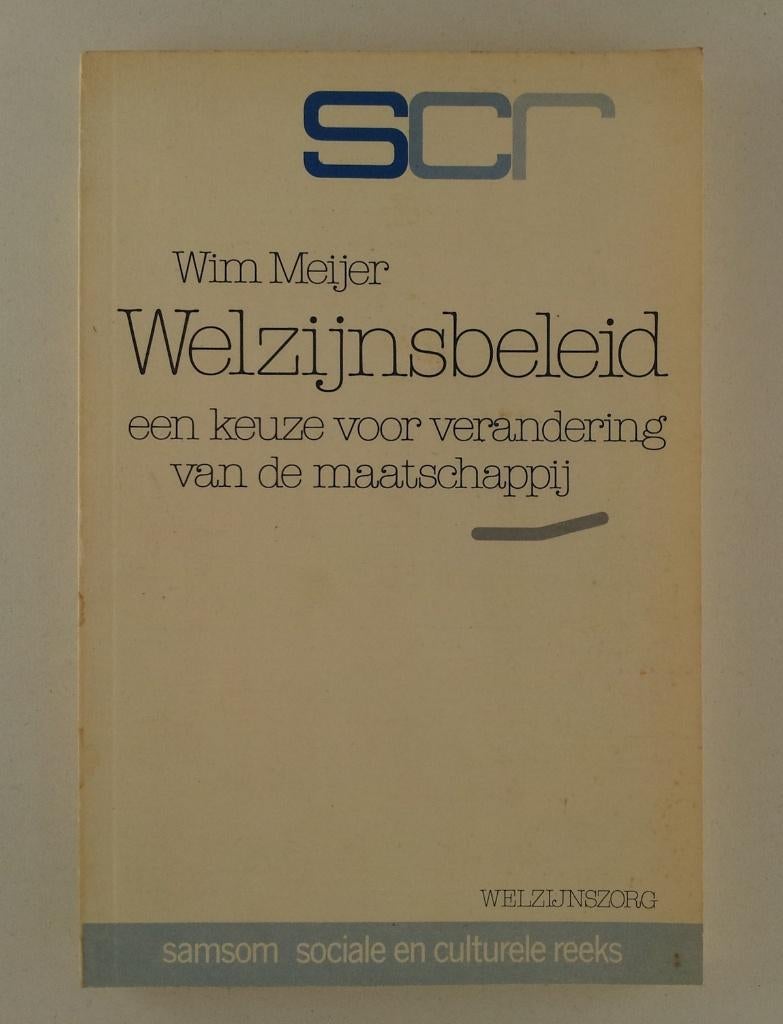 scr
Wim Meijer
Welzijnsbeleid
een keuze voor verandering
van de maatschappij
WELZIJNSZORG
samsom sociale en culturele reeks